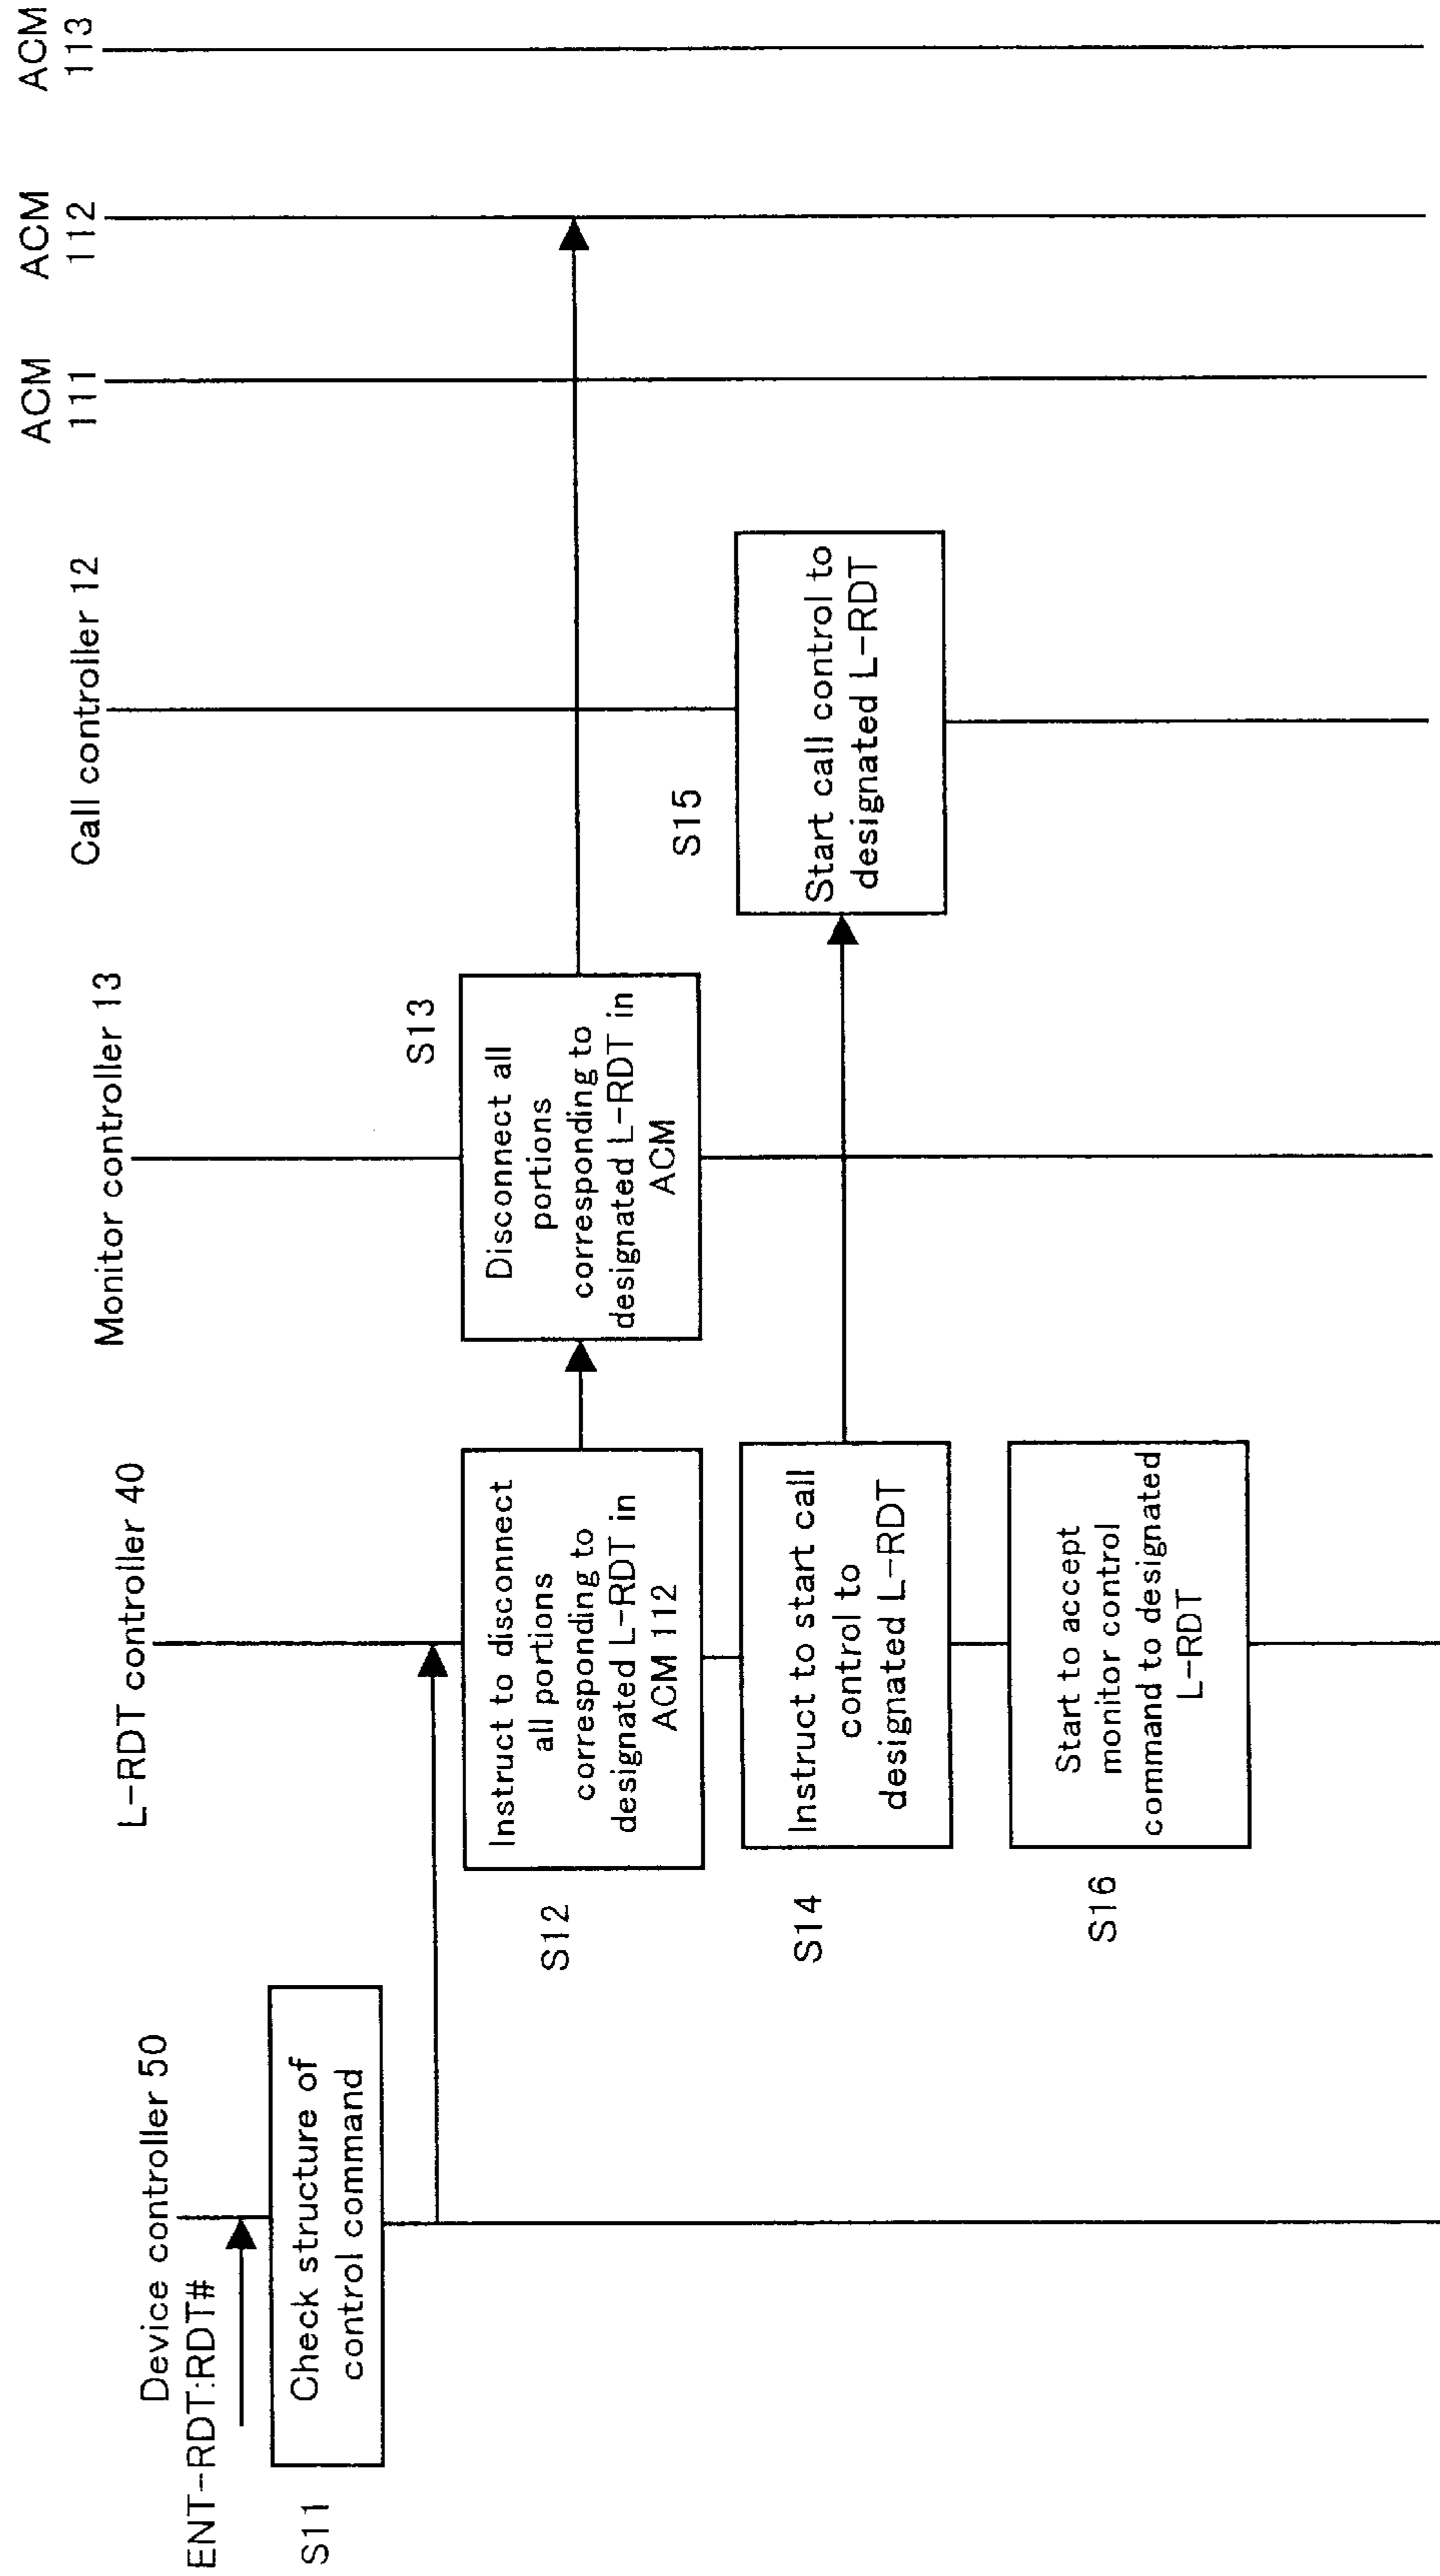 Device controller 50
L-RDT controller 40
Monitor controller 13
Call controller 12
ACM
111
ACM
112
ACM
113
ENT-RDT:RDT#
S11
Check structure of
control command
S12
Instruct to disconnect
all portions
corresponding to
designated L-RDT in
ACM 112
S13
Disconnect all
portions
corresponding to
designated L-RDT in
ACM
S14
Instruct to start call
control to
designated L-RDT
S15
Start call control to
designated L-RDT
S16
Start to accept
monitor control
command to designated
L-RDT